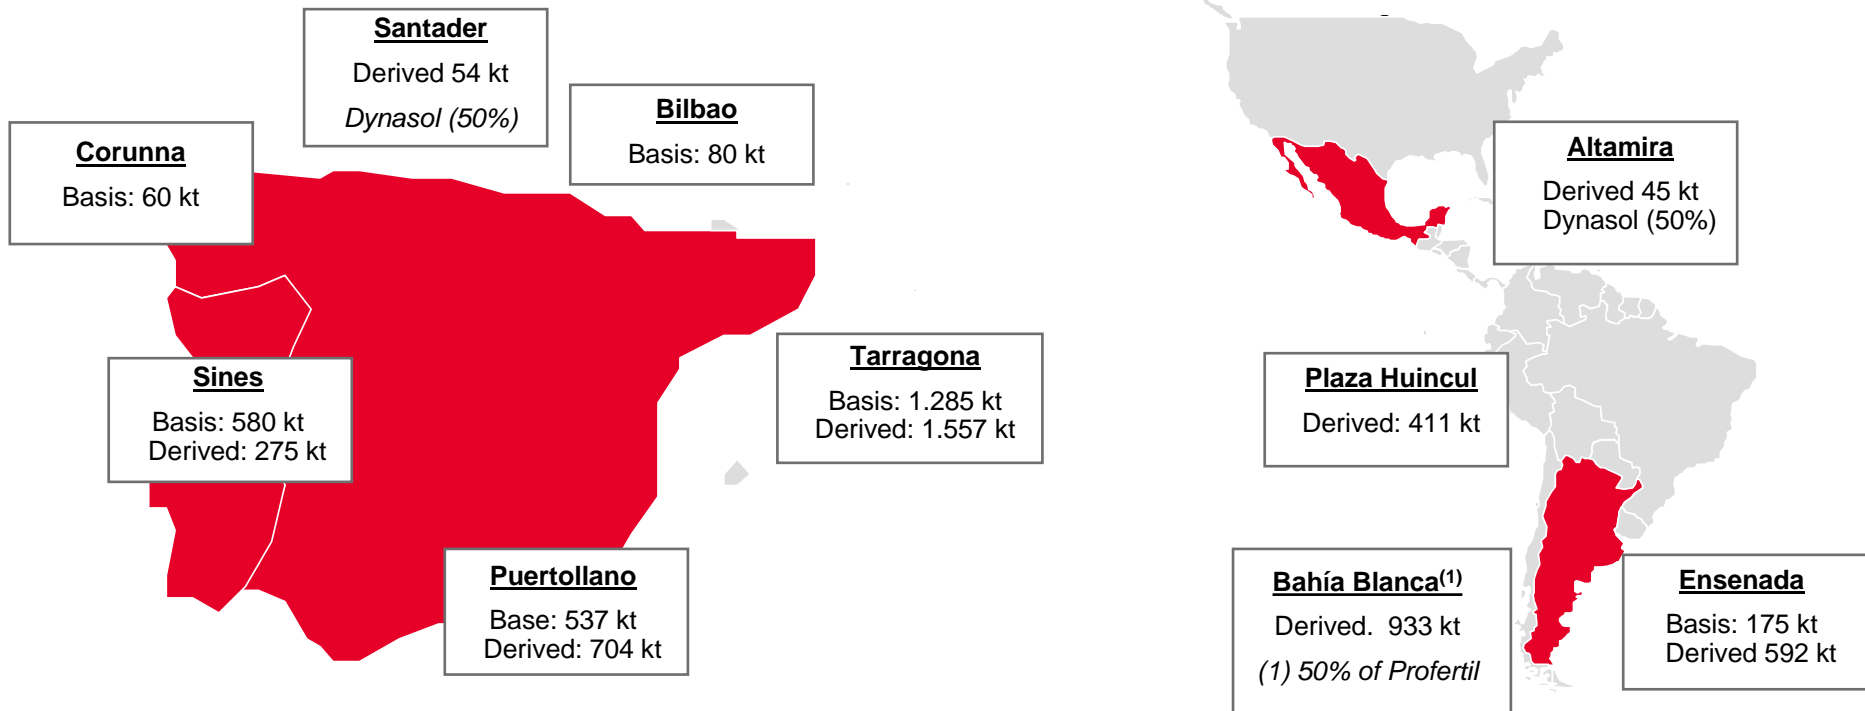 Santader
Derived 54 kt
Dynasol (50%)
Bilbao
Basis: 80 kt
Corunna
Basis: 60 kt
Sines
Basis: 580 kt
Derived: 275 kt
Tarragona
Basis: 1.285 kt
Derived: 1.557 kt
Puertollano
Base: 537 kt
Derived: 704 kt
Altamira
Derived 45 kt
Dynasol (50%)
Plaza Huincul
Derived: 411 kt
Bahía Blanca(1)
Derived. 933 kt
(1) 50% of Profertil
Ensenada
Basis: 175 kt
Derived 592 kt